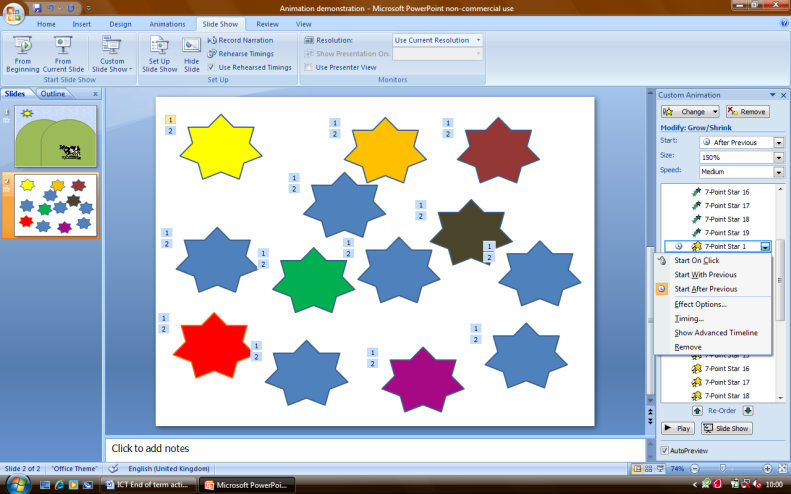 Animation demonstration - Microsoft PowerPoint non-commercial use
Home Insert Design Animations Slide Show Review View
From Beginning
From Current Slide
Custom Slide Show
Start Slide Show
Set Up Slide Show
Hide Slide
Record Narration
Rehearse Timings
Use Rehearsed Timings
Set Up
Resolution: Use Current Resolution
Show Presentation On:
Use Presenter View
Monitors
Slides Outline x
1
2
1
2
1
2
1
2
1
2
1
2
1
2
1
2
1
2
1
2
1
2
1
2
1
2
1
2
1
2
Custom Animation
Change Remove
Modify: Grow/Shrink
Start: After Previous
Size: 150%
Speed: Medium
7-Point Star 16
7-Point Star 17
7-Point Star 18
7-Point Star 19
7-Point Star 1
Start On Click
Start With Previous
Start After Previous
Effect Options...
Timing...
Show Advanced Timeline
Remove
7-Point Star 15
7-Point Star 16
7-Point Star 17
7-Point Star 18
Re-Order
Play Slide Show
AutoPreview
Click to add notes
Slide 2 of 2 "Office Theme" English (United Kingdom) 74%
ICT End of term acti... Microsoft PowerPoi... 10:00